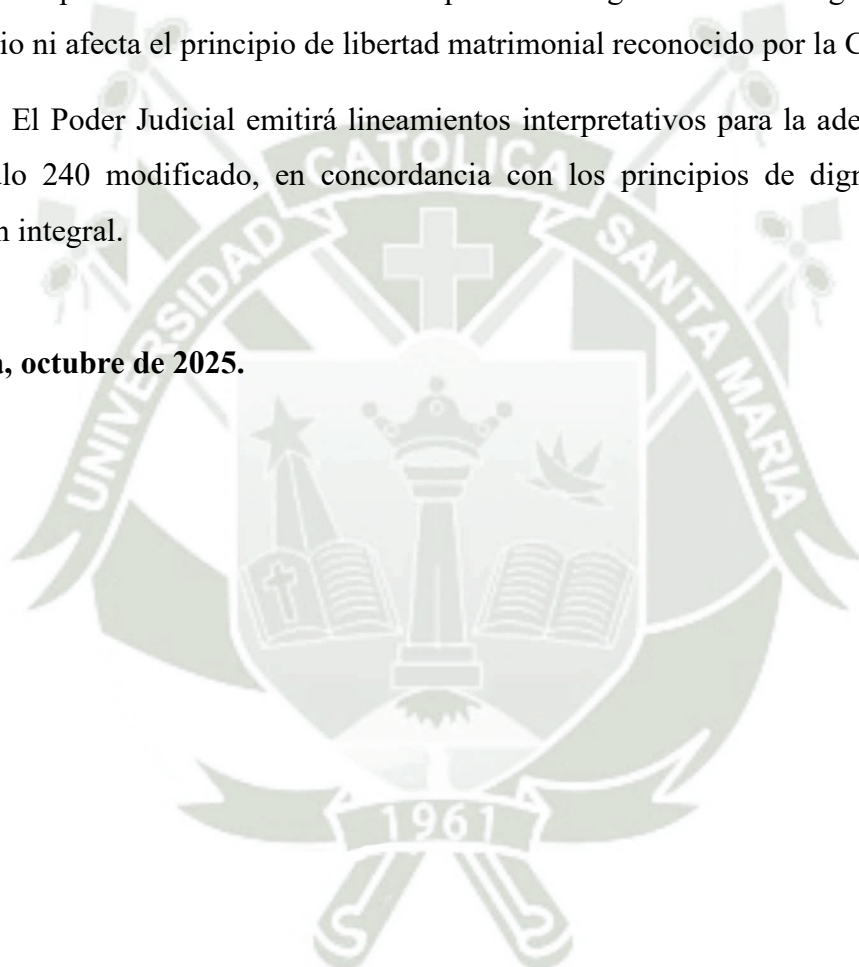 io ni afecta el principio de libertad matrimonial reconocido por la C
El Poder Judicial emitirá lineamientos interpretativos para la ade
lo 240 modificado, en concordancia con los principios de dign
n integral.
a, octubre de 2025.
UNIVERSIDAD CATOLICA SANTA MARIA
1961